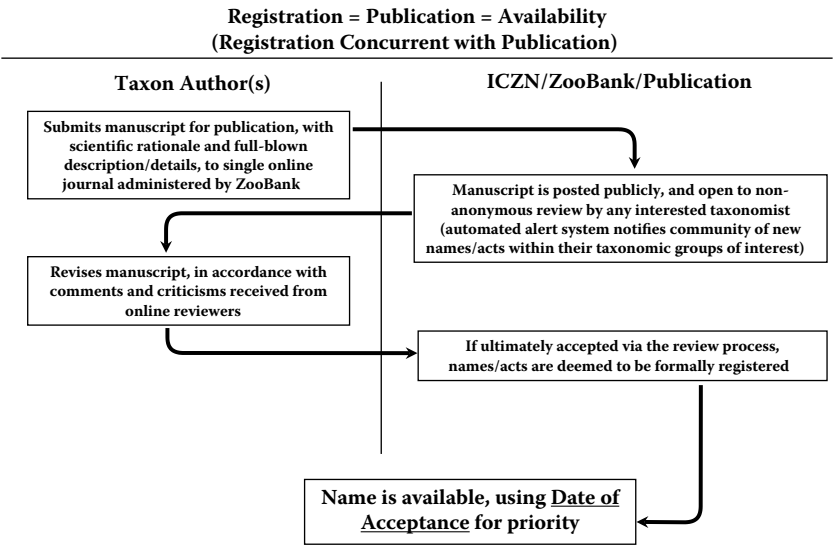 Registration = Publication = Availability
(Registration Concurrent with Publication)
Taxon Author(s)
ICZN/ZooBank/Publication
Submits manuscript for publication, with
scientific rationale and full-blown
description/details, to single online
journal administered by ZooBank
Manuscript is posted publicly, and open to non-
anonymous review by any interested taxonomist
(automated alert system notifies community of new
names/acts within their taxonomic groups of interest)
Revises manuscript, in accordance with
comments and criticisms received from
online reviewers
If ultimately accepted via the review process,
names/acts are deemed to be formally registered
Name is available, using Date of
Acceptance for priority